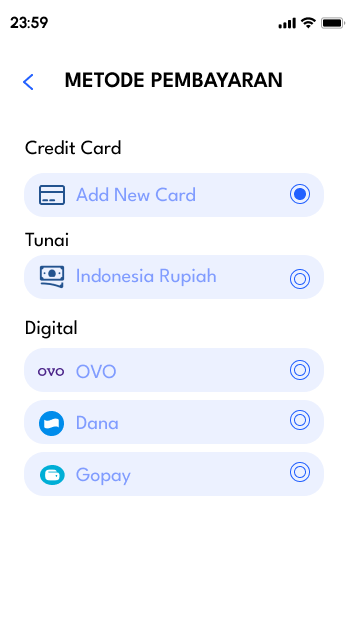 23:59
METODE PEMBAYARAN
Credit Card
Add New Card
Tunai
Indonesia Rupiah
Digital
ovo OVO
Dana
Gopay